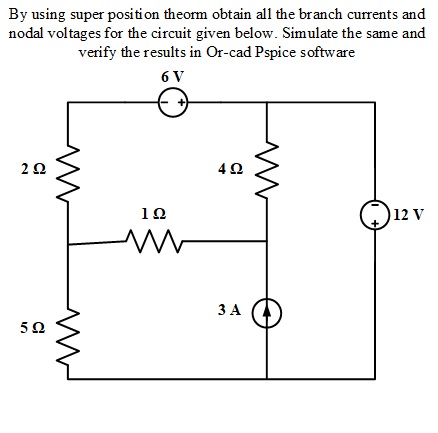 By using super position theorm obtain all the branch currents and
nodal voltages for the circuit given below. Simulate the same and
verify the results in Or-cad Pspice software
6 V
- +
2 Ω
4 Ω
1 Ω
-
+
12 V
3 A
5 Ω